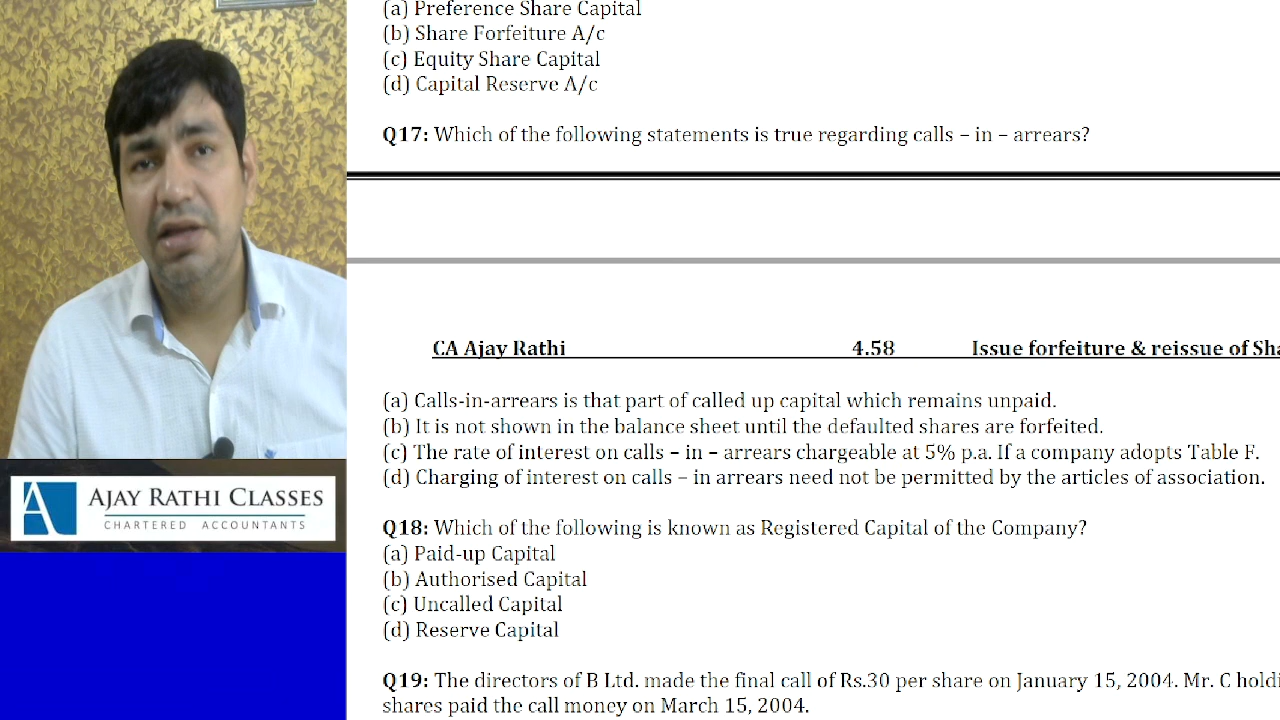 (a) Preference Share Capital
(b) Share Forfeiture A/c
(c) Equity Share Capital
(d) Capital Reserve A/c
Q17: Which of the following statements is true regarding calls – in – arrears?
CA Ajay Rathi 4.58 Issue forfeiture & reissue of Sha
(a) Calls-in-arrears is that part of called up capital which remains unpaid.
(b) It is not shown in the balance sheet until the defaulted shares are forfeited.
(c) The rate of interest on calls – in – arrears chargeable at 5% p.a. If a company adopts Table F.
(d) Charging of interest on calls – in arrears need not be permitted by the articles of association.
Q18: Which of the following is known as Registered Capital of the Company?
(a) Paid-up Capital
(b) Authorised Capital
(c) Uncalled Capital
(d) Reserve Capital
Q19: The directors of B Ltd. made the final call of Rs.30 per share on January 15, 2004. Mr. C holdi
shares paid the call money on March 15, 2004.
AJAY RATHI CLASSES
CHARTERED ACCOUNTANTS